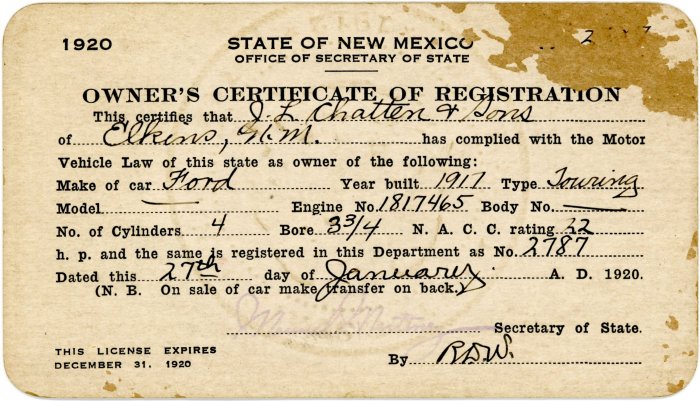 1920
STATE OF NEW MEXICO
OFFICE OF SECRETARY OF STATE
OWNER'S CERTIFICATE OF REGISTRATION
This certifies that J. L. Chatten & Sons
of Elkins, N.M. has complied with the Motor
Vehicle Law of this state as owner of the following:
Make of car Ford Year built 1917 Type Touring
Model Engine No. 1817465 Body No.
No. of Cylinders 4 Bore 3 3/4 N. A. C. C. rating 22
h. p. and the same is registered in this Department as No. 2787
Dated this 27th day of January A. D. 1920.
(N. B. On sale of car make transfer on back.)
Secretary of State.
THIS LICENSE EXPIRES
DECEMBER 31, 1920
By R.D.W.